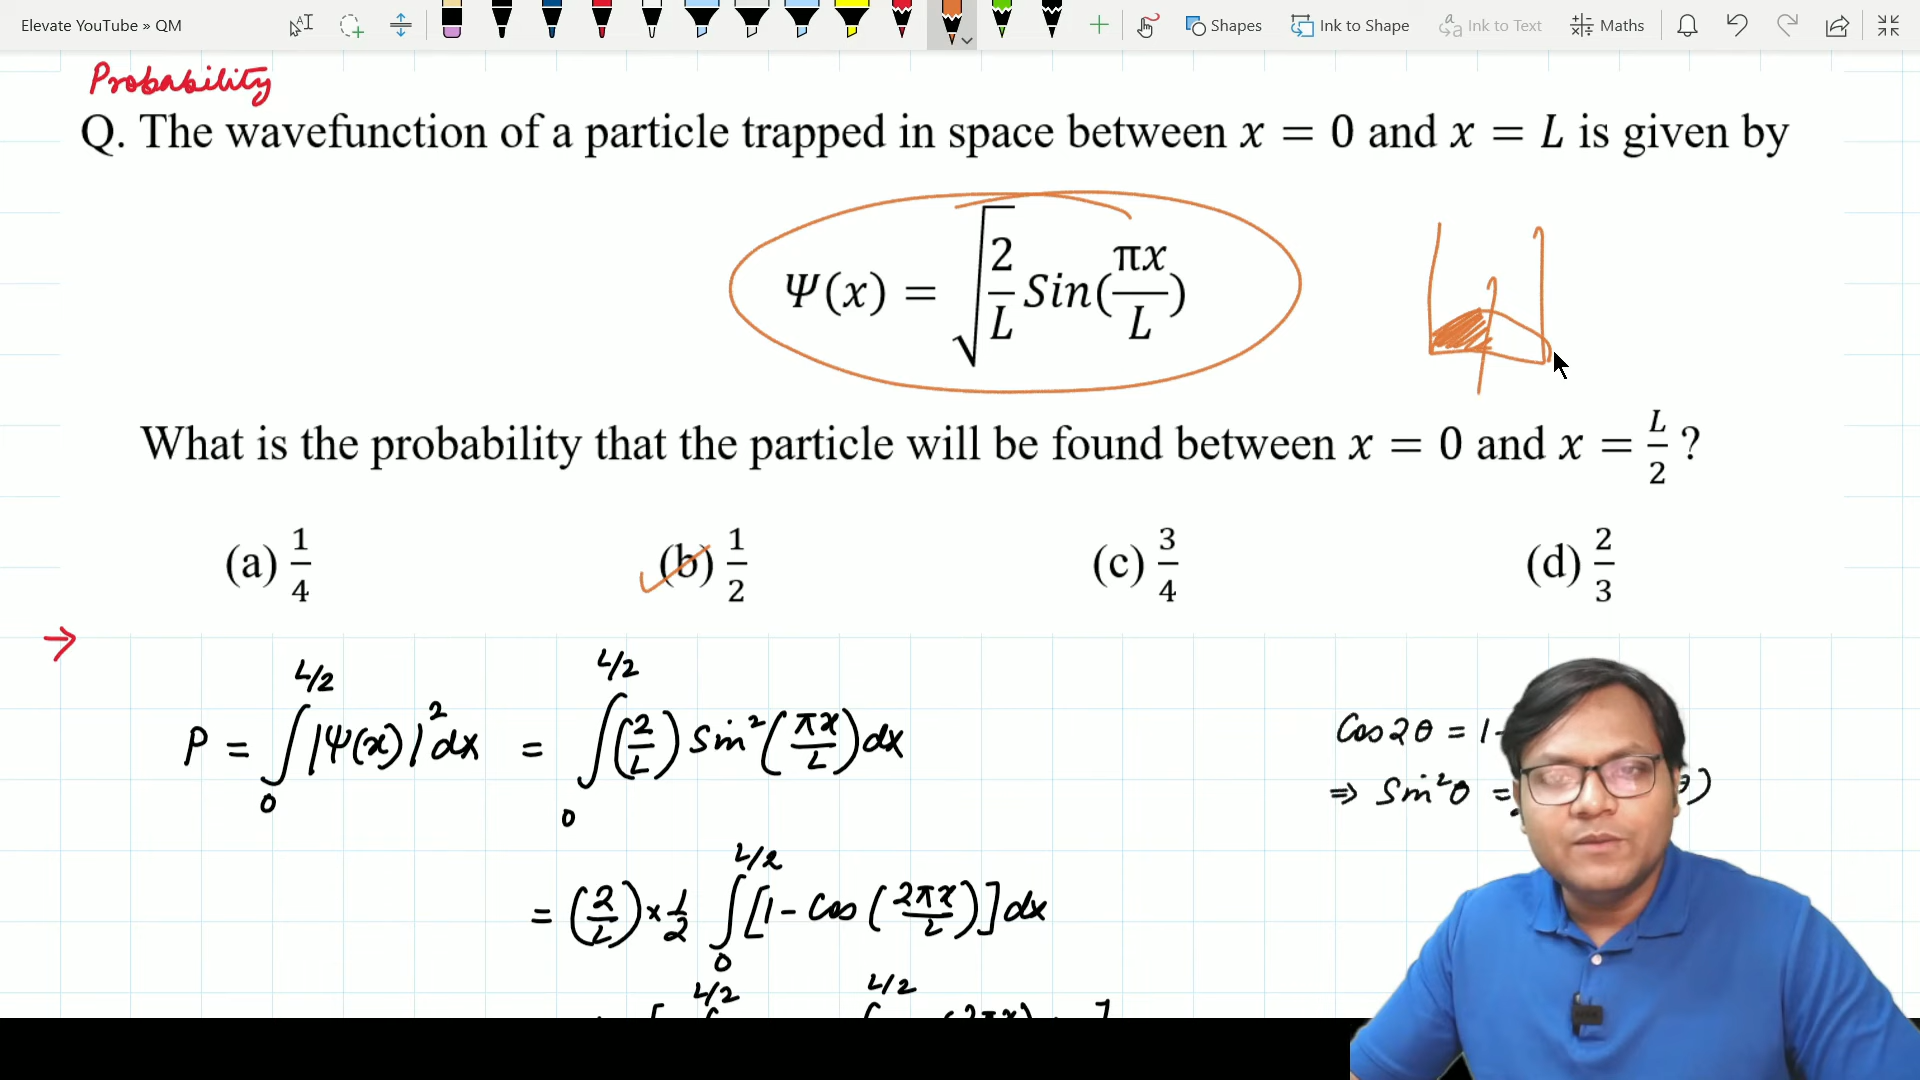 Elevate YouTube » QM
Shapes Ink to Shape Ink to Text Maths
Probability
Q. The wavefunction of a particle trapped in space between x = 0 and x = L is given by
Ψ(x) = √(2/L) Sin(πx/L)
What is the probability that the particle will be found between x = 0 and x = L/2 ?
(a) 1/4 (b) 1/2 (c) 3/4 (d) 2/3
→ P = ∫₀^{L/2} |Ψ(x)|² dx = ∫₀^{L/2} (2/L) Sin² (πx/L) dx
Cos2θ = 1-
⇒ Sin²θ =
= (2/L) × 1/2 ∫₀^{L/2} [1 - Cos (2πx/L)] dx
L/2 L/2